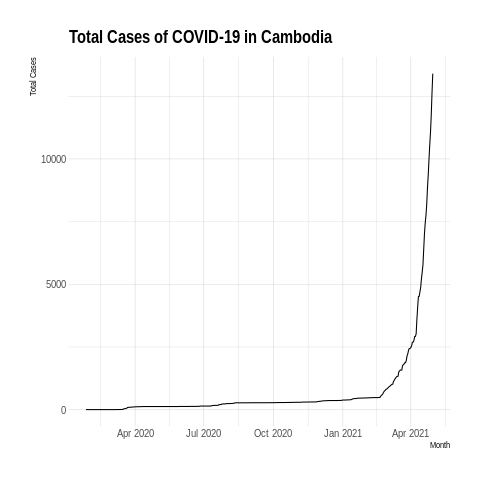 Total Cases of COVID-19 in Cambodia
Total Cases
10000
5000
0
Apr 2020 Jul 2020 Oct 2020 Jan 2021 Apr 2021
Month